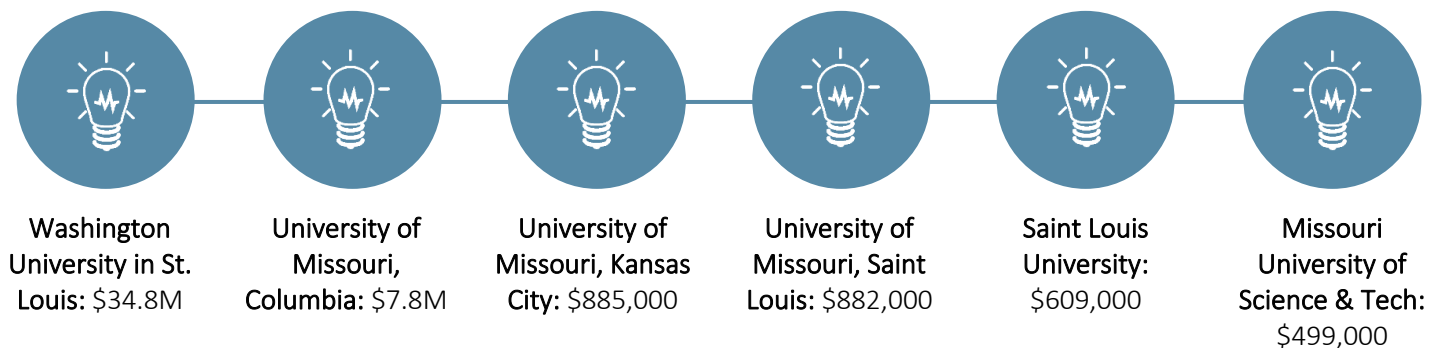 Washington
University in St.
Louis: $34.8M
University of
Missouri,
Columbia: $7.8M
University of
Missouri, Kansas
City: $885,000
University of
Missouri, Saint
Louis: $882,000
Saint Louis
University:
$609,000
Missouri
University of
Science & Tech:
$499,000